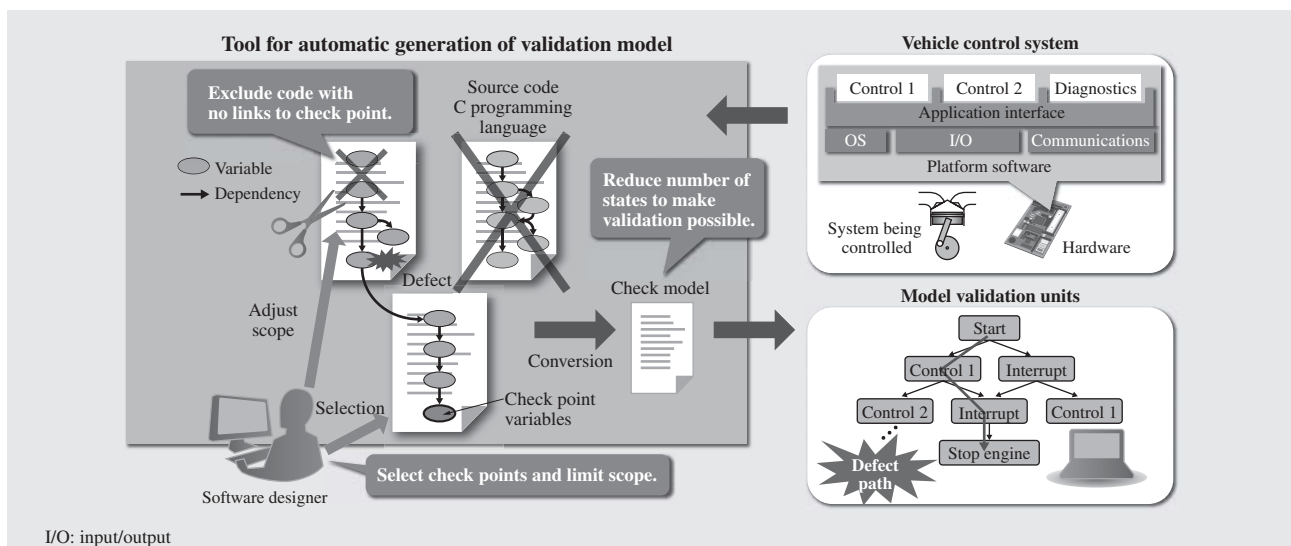 Tool for automatic generation of validation model
Exclude code with
no links to check point.
Source code
C programming
language
Variable
Dependency
Reduce number of
states to make
validation possible.
Defect
Check model
Adjust
scope
Conversion
Selection
Check point
variables
Select check points and limit scope.
Software designer
Vehicle control system
Control 1
Control 2
Diagnostics
Application interface
OS
I/O
Communications
Platform software
System being
controlled
Hardware
Model validation units
Start
Control 1
Interrupt
Control 2
Interrupt
Control 1
Stop engine
Defect
path
I/O: input/output